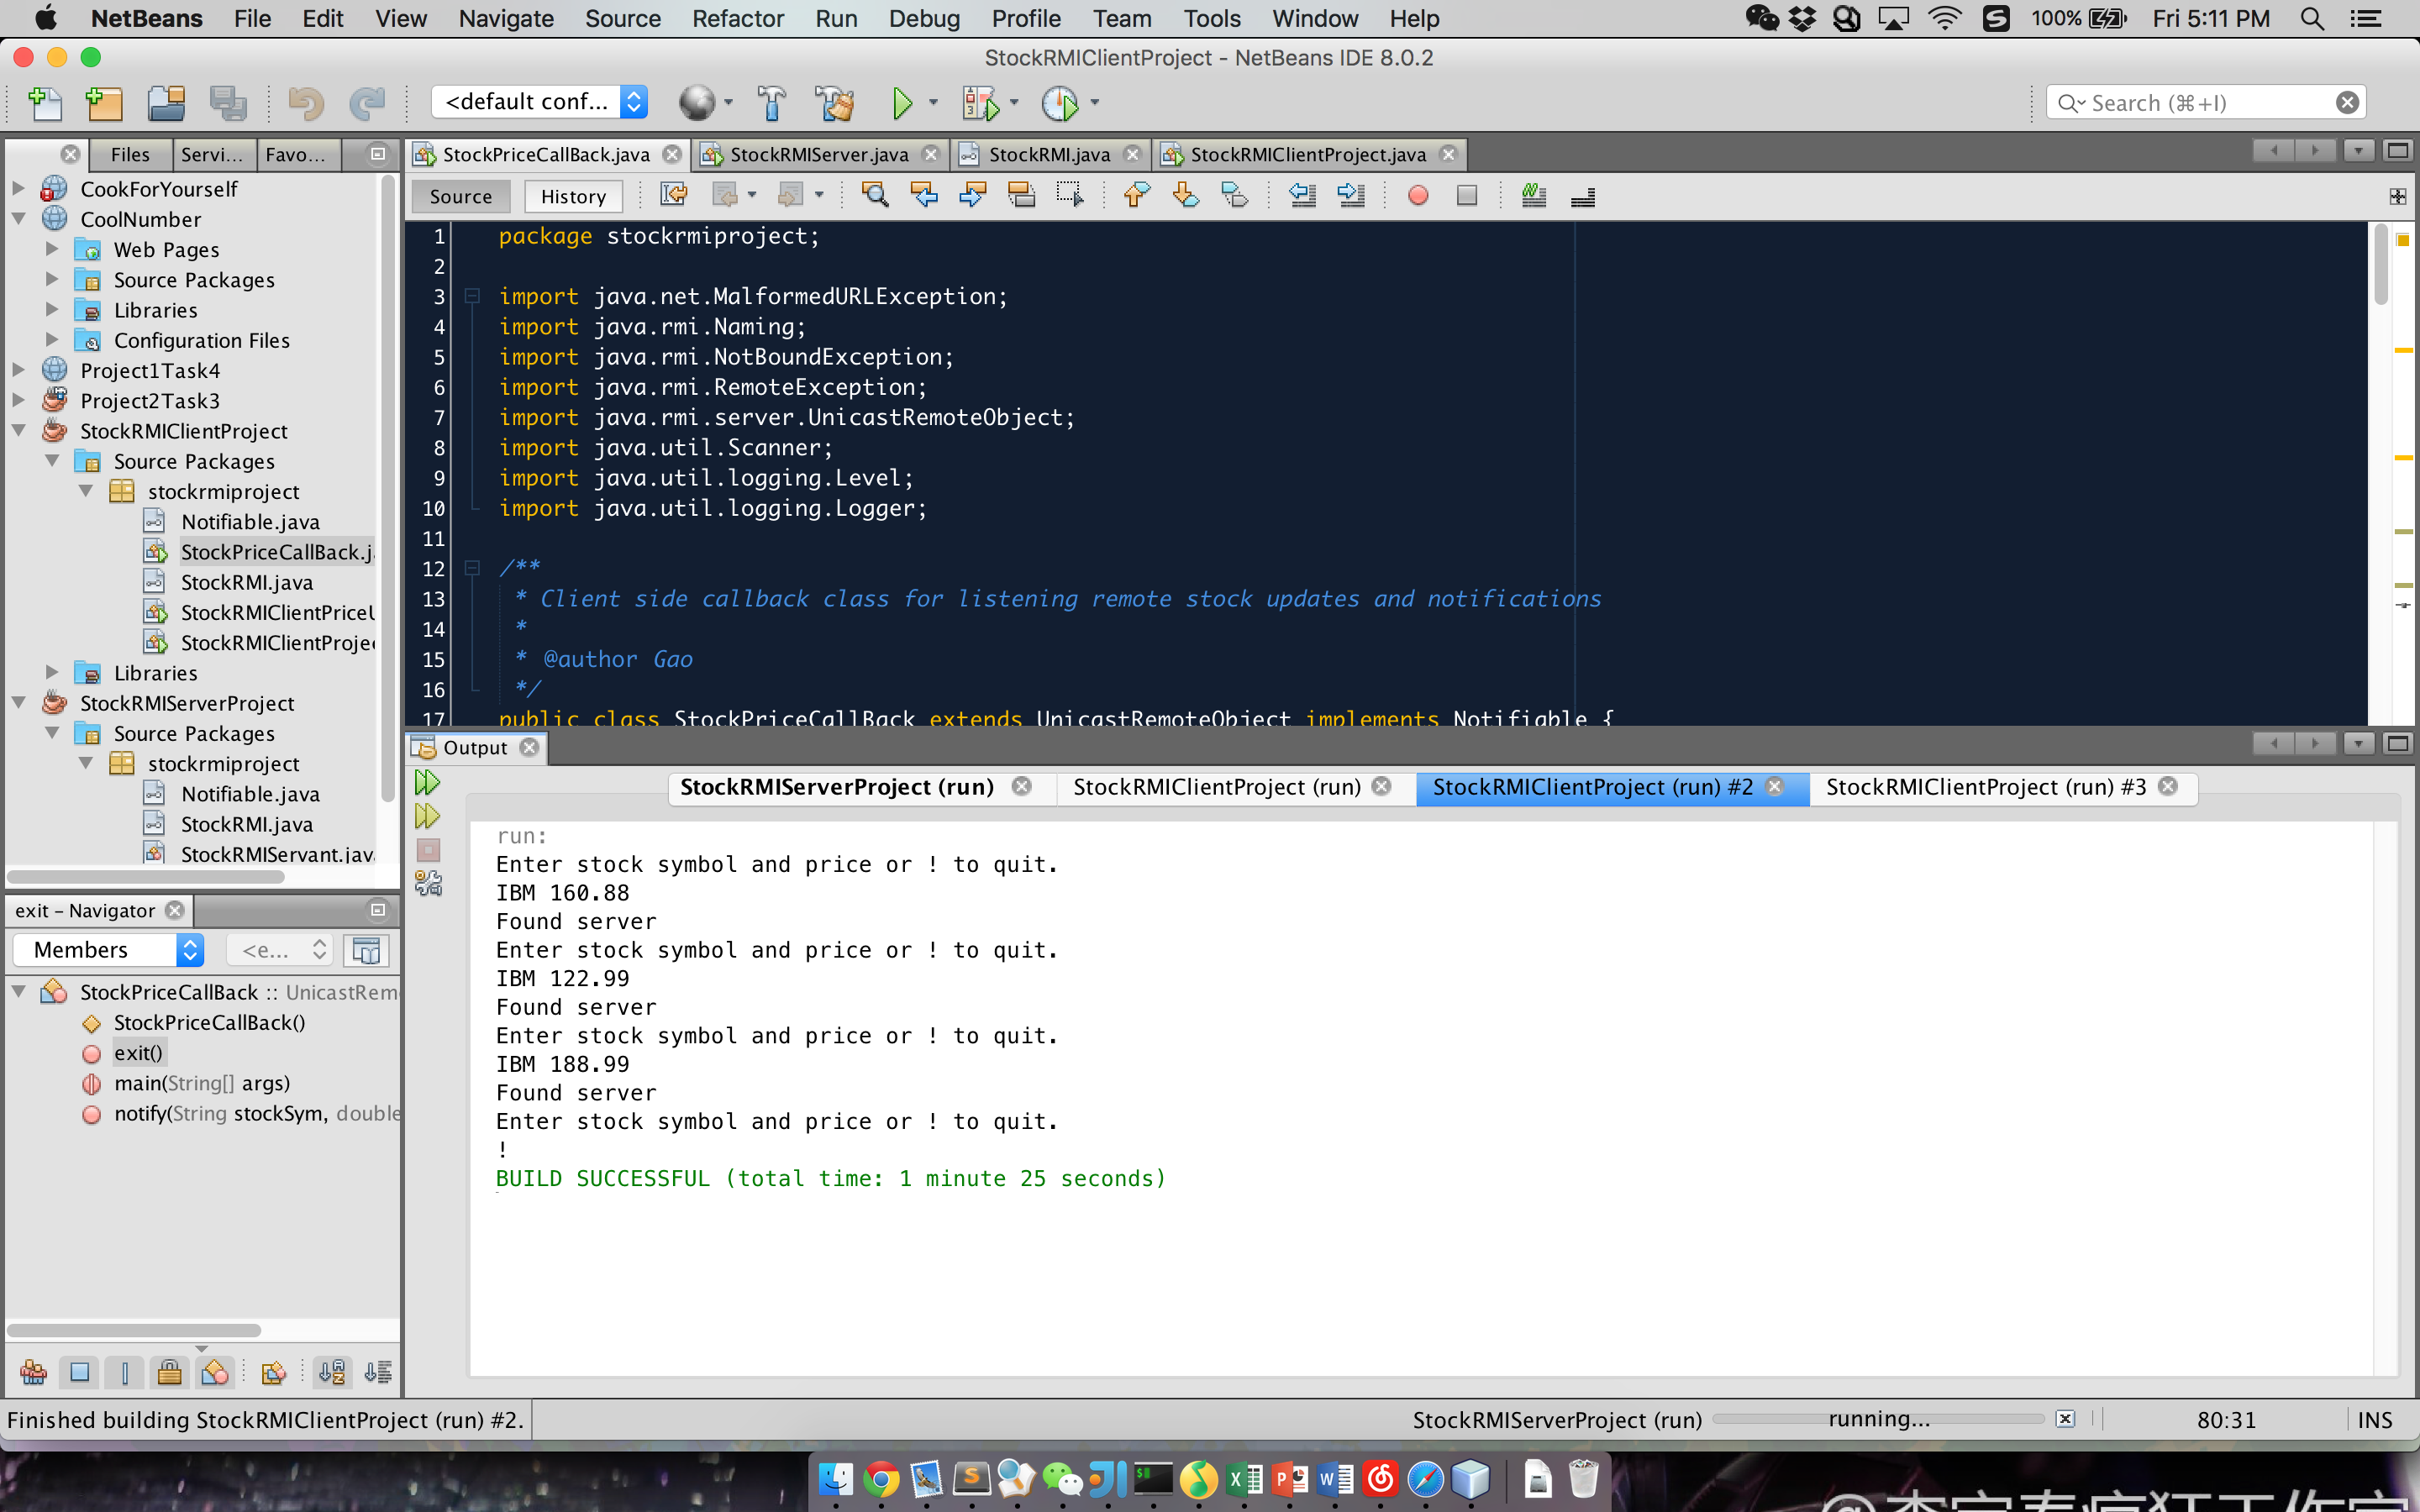 NetBeans File Edit View Navigate Source Refactor Run Debug Profile Team Tools Window Help 100% Fri 5:11 PM
StockRMIClientProject - NetBeans IDE 8.0.2
<default conf... Search (⌘+I)
Files Servi... Favo...
StockPriceCallBack.java StockRMIServer.java StockRMI.java StockRMIClientProject.java
Source History
CookForYourself
CoolNumber
Web Pages
Source Packages
Libraries
Configuration Files
Project1Task4
Project2Task3
StockRMIClientProject
Source Packages
stockrmiproject
Notifiable.java
StockPriceCallBack.j
StockRMI.java
StockRMIClientPriceU
StockRMIClientProje
Libraries
StockRMIServerProject
Source Packages
stockrmiproject
Notifiable.java
StockRMI.java
StockRMIServant.jav
1 package stockrmiproject;
2
3 import java.net.MalformedURLException;
4 import java.rmi.Naming;
5 import java.rmi.NotBoundException;
6 import java.rmi.RemoteException;
7 import java.rmi.server.UnicastRemoteObject;
8 import java.util.Scanner;
9 import java.util.logging.Level;
10 import java.util.logging.Logger;
11
12 /**
13 * Client side callback class for listening remote stock updates and notifications
14 *
15 * @author Gao
16 */
17 public class StockPriceCallBack extends UnicastRemoteObject implements Notifiable {
exit – Navigator
Members <e...
StockPriceCallBack :: UnicastRem
StockPriceCallBack()
exit()
main(String[] args)
notify(String stockSym, double
Output
StockRMIServerProject (run) StockRMIClientProject (run) StockRMIClientProject (run) #2 StockRMIClientProject (run) #3
run:
Enter stock symbol and price or ! to quit.
IBM 160.88
Found server
Enter stock symbol and price or ! to quit.
IBM 122.99
Found server
Enter stock symbol and price or ! to quit.
IBM 188.99
Found server
Enter stock symbol and price or ! to quit.
!
BUILD SUCCESSFUL (total time: 1 minute 25 seconds)
Finished building StockRMIClientProject (run) #2. StockRMIServerProject (run) running... 80:31 INS